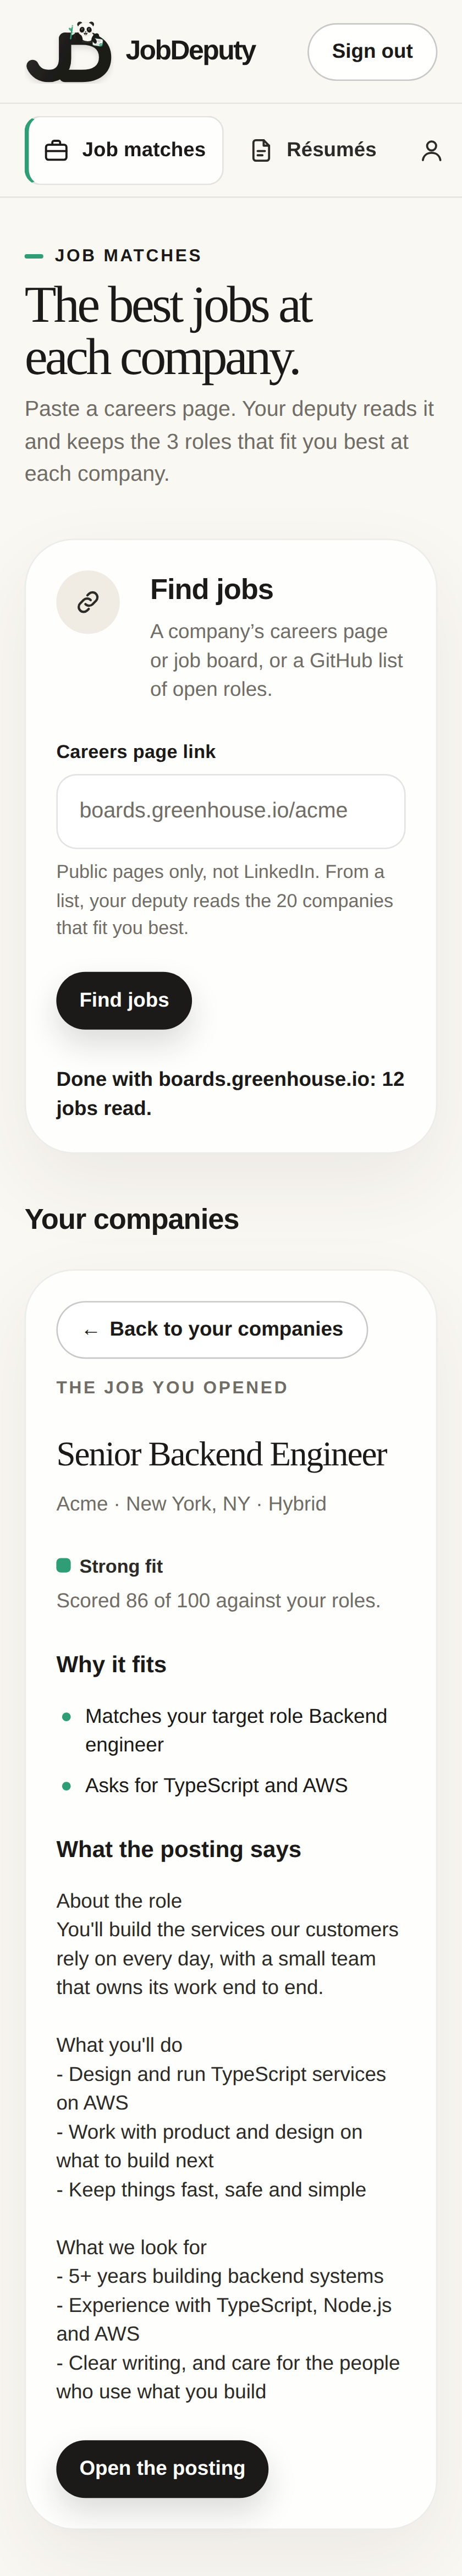 JobDeputy
Sign out
Job matches
Résumés
JOB MATCHES
The best jobs at
each company.
Paste a careers page. Your deputy reads it
and keeps the 3 roles that fit you best at
each company.
Find jobs
A company’s careers page
or job board, or a GitHub list
of open roles.
Careers page link
boards.greenhouse.io/acme
Public pages only, not LinkedIn. From a
list, your deputy reads the 20 companies
that fit you best.
Find jobs
Done with boards.greenhouse.io: 12
jobs read.
Your companies
← Back to your companies
THE JOB YOU OPENED
Senior Backend Engineer
Acme · New York, NY · Hybrid
Strong fit
Scored 86 of 100 against your roles.
Why it fits
Matches your target role Backend
engineer
Asks for TypeScript and AWS
What the posting says
About the role
You'll build the services our customers
rely on every day, with a small team
that owns its work end to end.
What you'll do
- Design and run TypeScript services
on AWS
- Work with product and design on
what to build next
- Keep things fast, safe and simple
What we look for
- 5+ years building backend systems
- Experience with TypeScript, Node.js
and AWS
- Clear writing, and care for the people
who use what you build
Open the posting